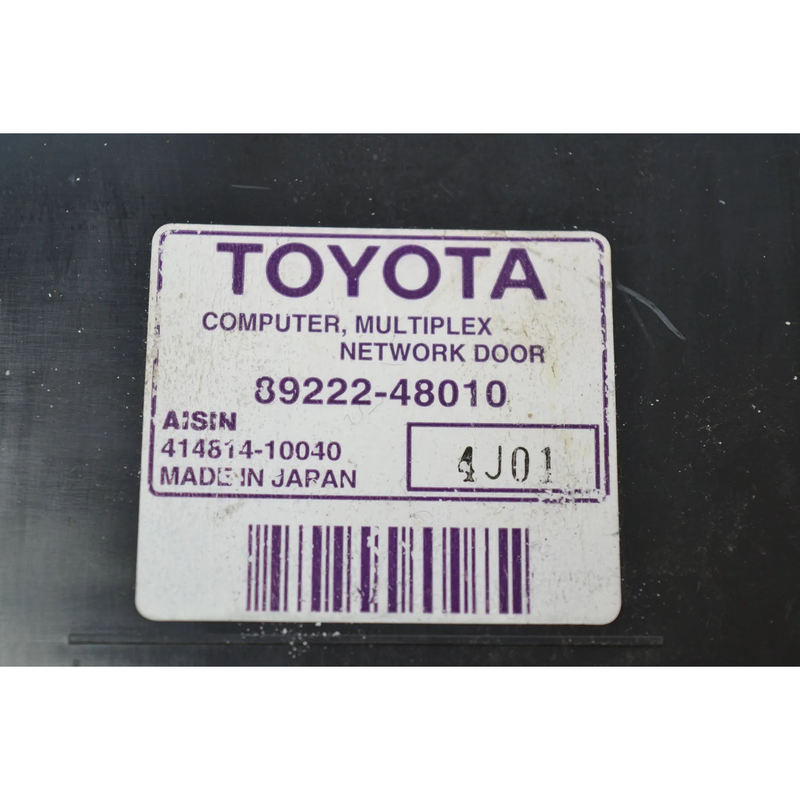 TOYOTA
COMPUTER, MULTIPLEX
NETWORK DOOR
89222-48010
AISIN
414814-10040
MADE IN JAPAN
4J01